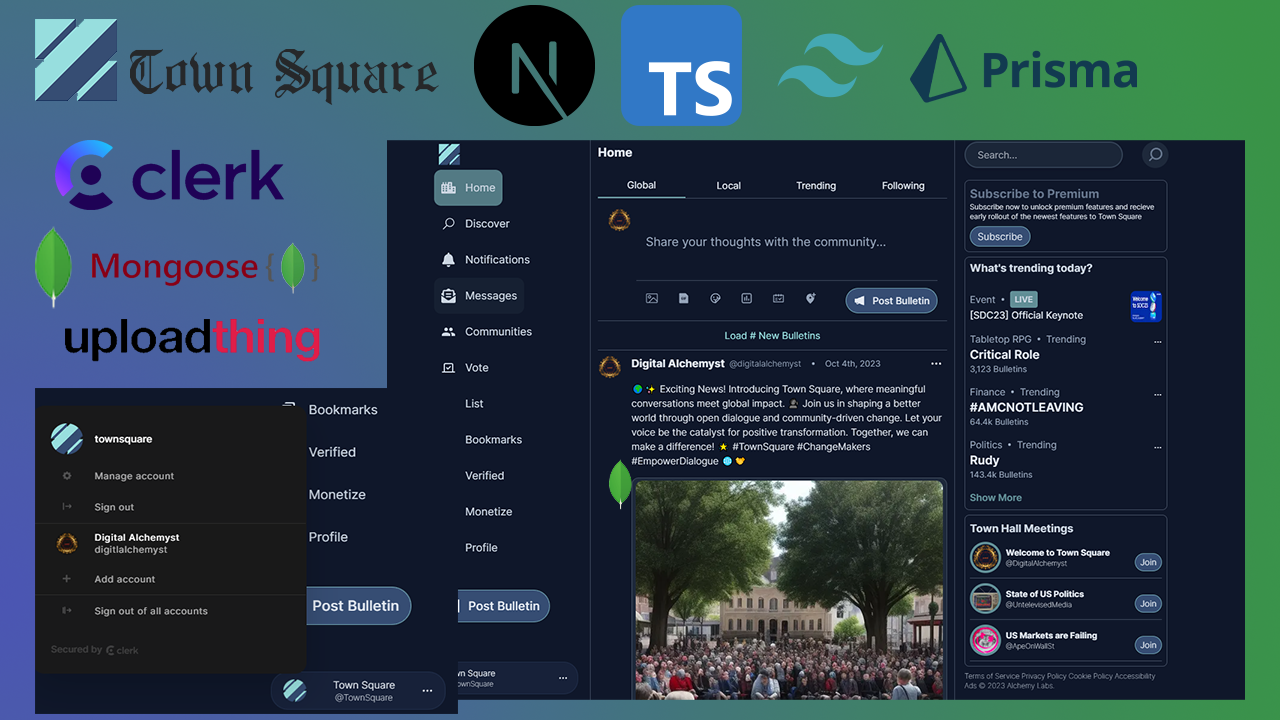 Town Square
N
TS
Prisma
clerk
Mongoose{ }
uploadthing
Bookmarks
Verified
Monetize
Profile
Post Bulletin
Town Square
@TownSquare
townsquare
Manage account
Sign out
Digital Alchemyst
digitlalchemyst
Add account
Sign out of all accounts
Secured by clerk
Home
Discover
Notifications
Messages
Communities
Vote
List
Bookmarks
Verified
Monetize
Profile
Post Bulletin
wn Square
ownSquare
Home
Global Local Trending Following
Share your thoughts with the community...
GIF
Post Bulletin
Load # New Bulletins
Digital Alchemyst @digitalalchemyst • Oct 4th, 2023
🌍 ✨ Exciting News! Introducing Town Square, where meaningful
conversations meet global impact. 🗣 Join us in shaping a better
world through open dialogue and community-driven change. Let your
voice be the catalyst for positive transformation. Together, we can
make a difference! ⭐ #TownSquare #ChangeMakers
#EmpowerDialogue 🌐 🧡
Search...
Subscribe to Premium
Subscribe now to unlock premium features and recieve
early rollout of the newest features to Town Square
Subscribe
What's trending today?
Event • LIVE
[SDC23] Official Keynote
Welcome
to SDC23
Tabletop RPG • Trending
Critical Role
3,123 Bulletins
Finance • Trending
#AMCNOTLEAVING
64.4k Bulletins
Politics • Trending
Rudy
143.4k Bulletins
Show More
Town Hall Meetings
Welcome to Town Square
@DigitalAlchemyst
Join
State of US Politics
@UntelevisedMedia
Join
US Markets are Failing
@ApeOnWallSt
Join
Terms of Service Privacy Policy Cookie Policy Accessibility
Ads © 2023 Alchemy Labs.